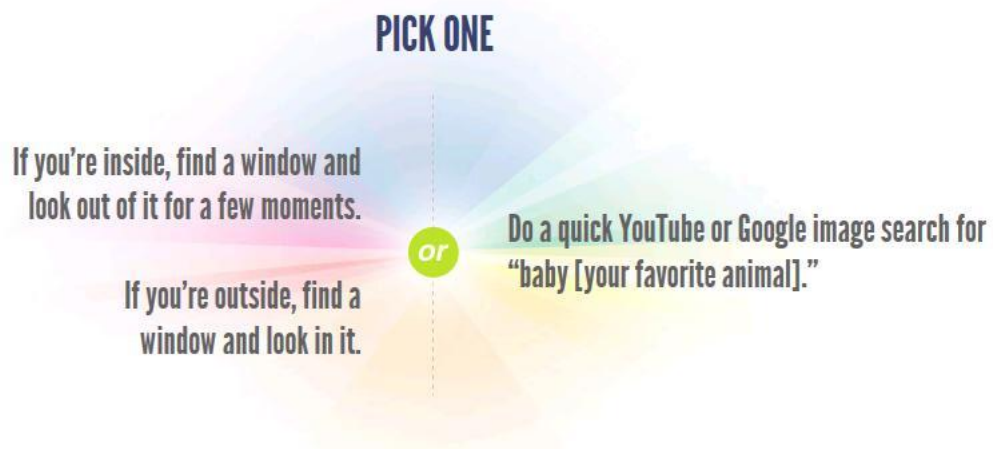 PICK ONE
If you’re inside, find a window and
look out of it for a few moments.
If you’re outside, find a
window and look in it.
or
Do a quick YouTube or Google image search for
“baby [your favorite animal].”